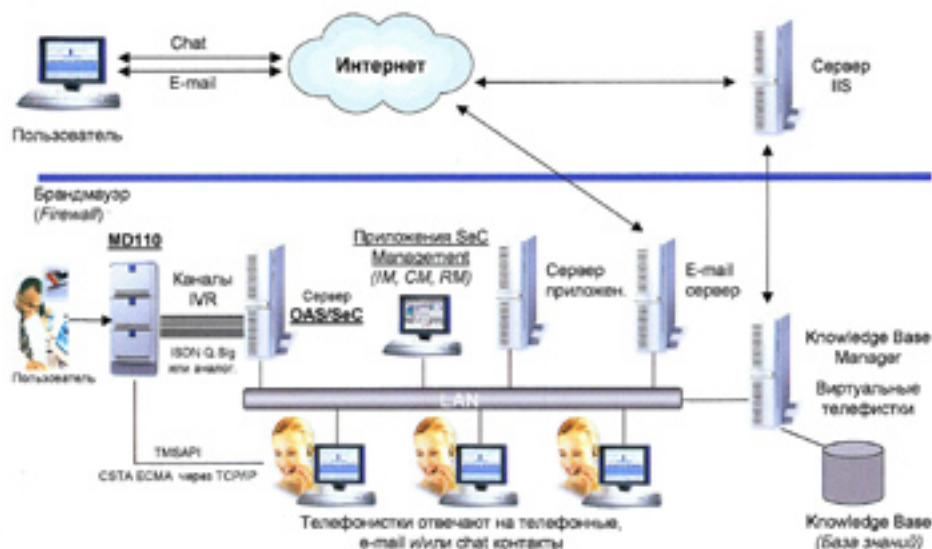 Chat
E-mail
Интернет
Сервер
IIS
Пользователь
Брандмауэр
(Firewall)
MD110
Каналы
IVR
ISDN Q.Sig
или аналог.
Пользователь
Сервер
OAS/SeC
Приложения SeC
Management
(IM, CM, RM)
Сервер
приложен.
E-mail
сервер
Knowledge Base
Manager
Виртуальные
телефистки
LAN
TMSAPI
CSTA ECMA через TCP/IP
Телефонистки отвечают на телефонные,
e-mail и/или chat контакты
Knowledge Base
(База знаний)